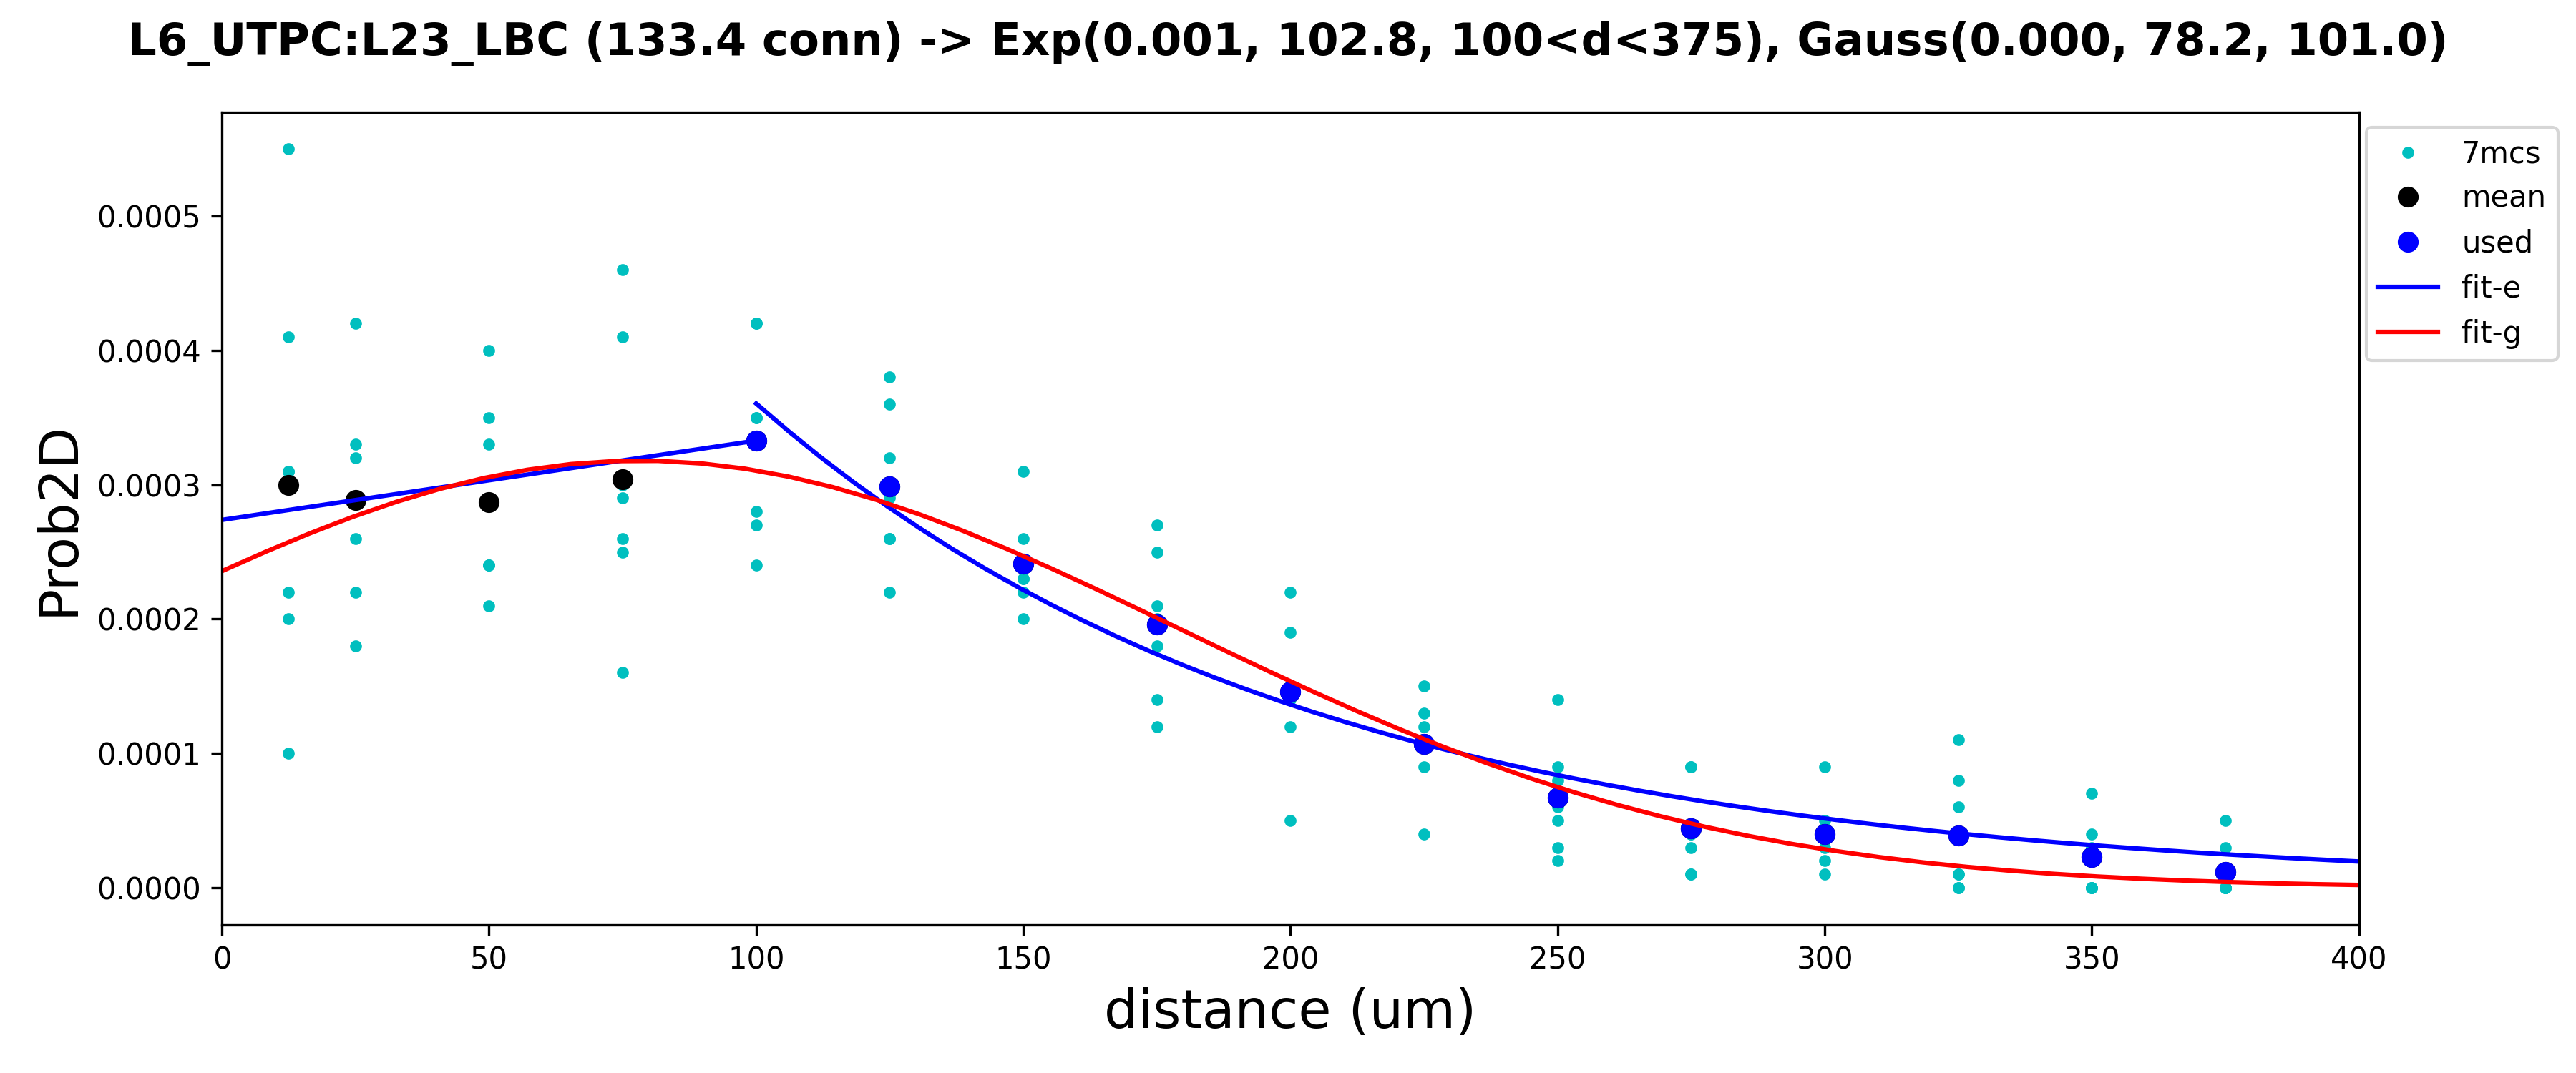 L6_UTPC:L23_LBC (133.4 conn) -> Exp(0.001, 102.8, 100<d<375), Gauss(0.000, 78.2, 101.0)
7mcs
mean
used
fit-e
fit-g
Prob2D
0.0005
0.0004
0.0003
0.0002
0.0001
0.0000
0 50 100 150 200 250 300 350 400
distance (um)